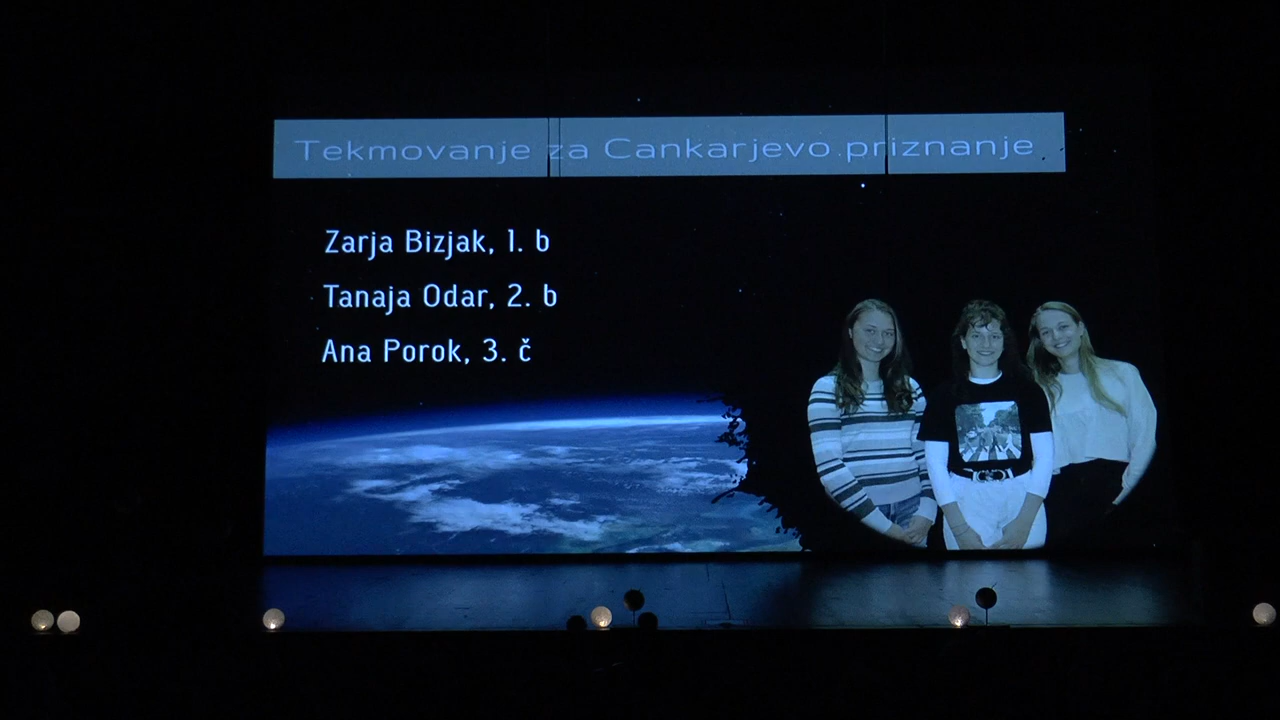 Tekmovanje za Cankarjevo priznanje
Zarja Bizjak, 1. b
Tanaja Odar, 2. b
Ana Porok, 3. č